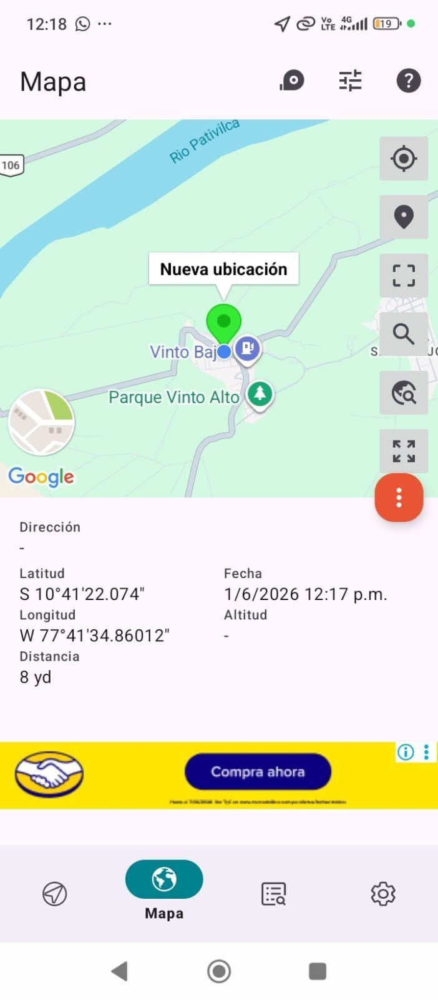 12:18 ...
Vo LTE 4G 19
Mapa
Rio Pativilca
106
Nueva ubicación
Vinto Baj
S.
Parque Vinto Alto
Google
Dirección
-
Latitud
Fecha
S 10°41'22.074"
1/6/2026 12:17 p.m.
Longitud
Altitud
W 77°41'34.86012"
-
Distancia
8 yd
Compra ahora
Mapa